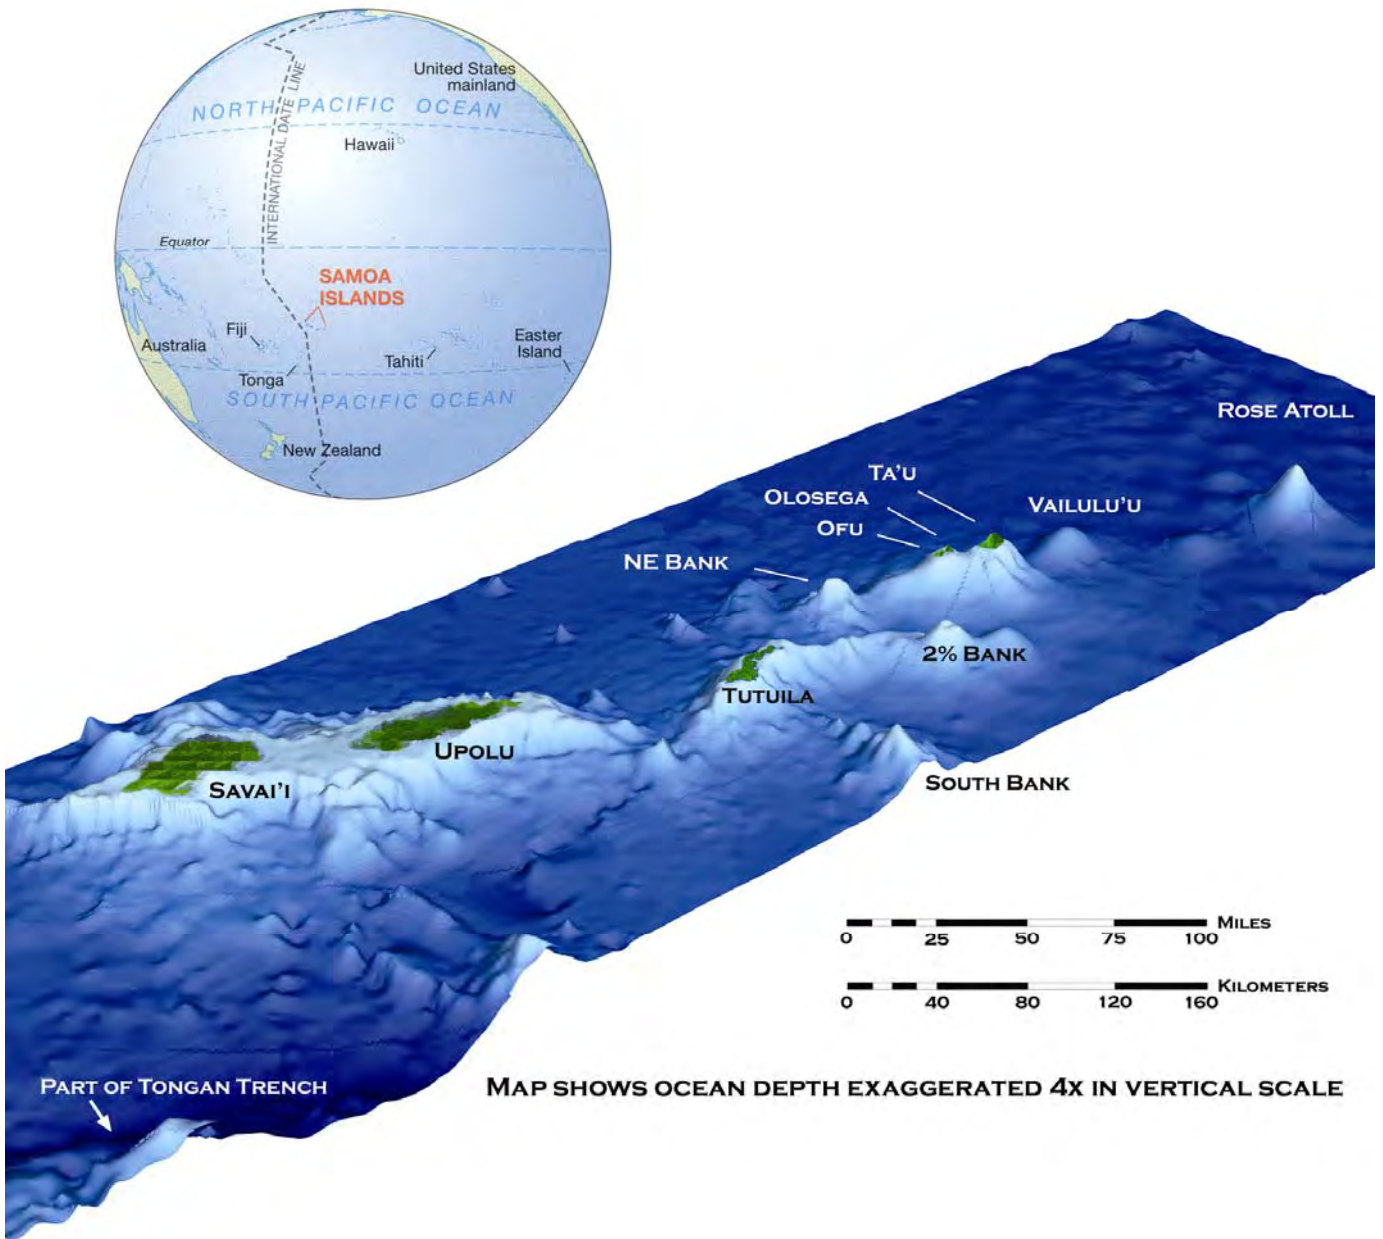 United States
mainland
NORTH PACIFIC OCEAN
INTERNATIONAL DATE LINE
Hawaii
Equator
SAMOA
ISLANDS
Fiji
Australia
Tonga
Tahiti
Easter
Island
SOUTH PACIFIC OCEAN
New Zealand
ROSE ATOLL
TA'U
OLOSEGA
OFU
VAILULU'U
NE BANK
2% BANK
TUTUILA
UPOLU
SAVAI'I
SOUTH BANK
MILES
0 25 50 75 100
KILOMETERS
0 40 80 120 160
PART OF TONGAN TRENCH
MAP SHOWS OCEAN DEPTH EXAGGERATED 4X IN VERTICAL SCALE